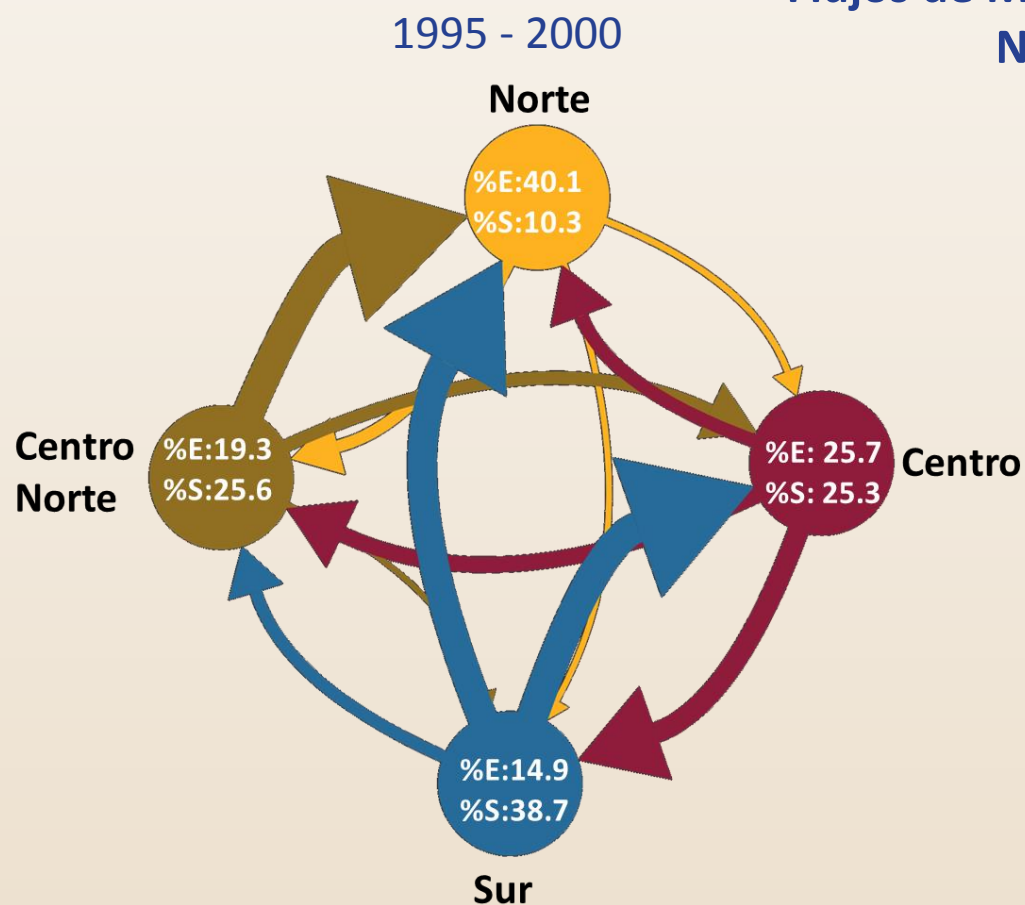 1995 - 2000
Norte
%E:40.1
%S:10.3
Centro
Norte
%E:19.3
%S:25.6
%E: 25.7
%S: 25.3
Centro
%E:14.9
%S:38.7
Sur